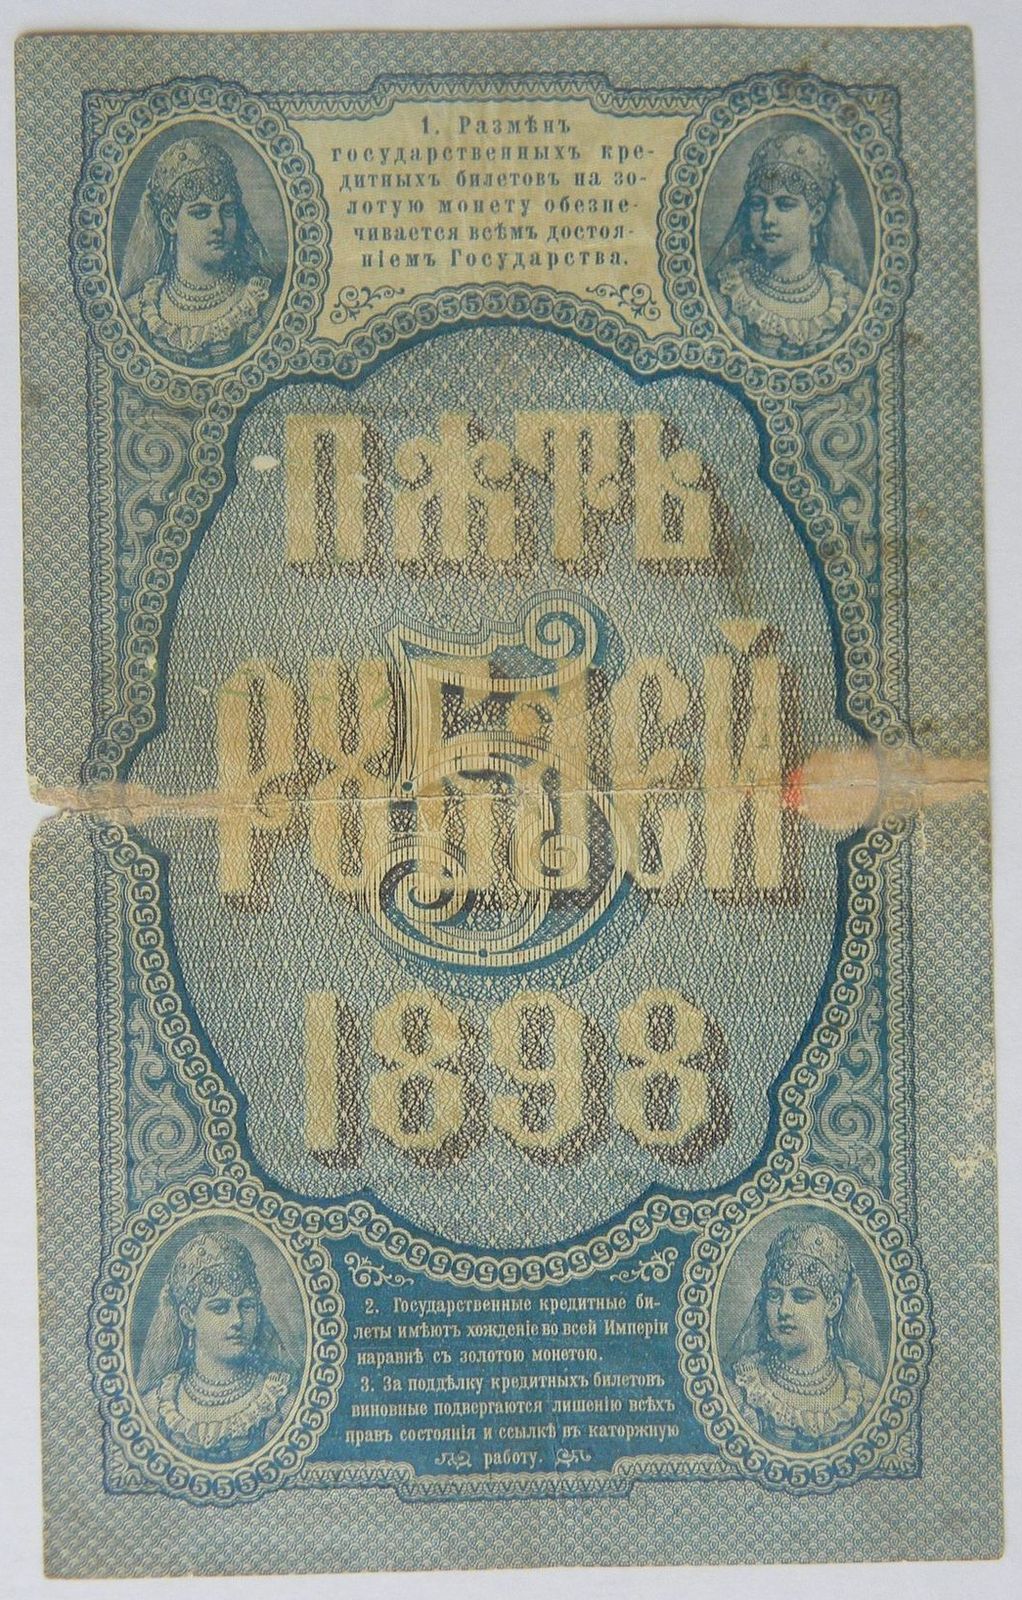 1. Размѣнъ
государственныхъ кре-
дитныхъ билетовъ на зо-
лотую монету обезпе-
чивается всѣмъ достоя-
ніемъ Государства.
ПѦТЬ
РУБЛЕЙ
5
1898
2. Государственные кредитные би-
леты имѣютъ хожденіе во всей Имперіи
наравнѣ съ золотою монетою.
3. За поддѣлку кредитныхъ билетовъ
виновные подвергаются лишенію всѣхъ
правъ состоянія и ссылкѣ въ каторжную
работу.